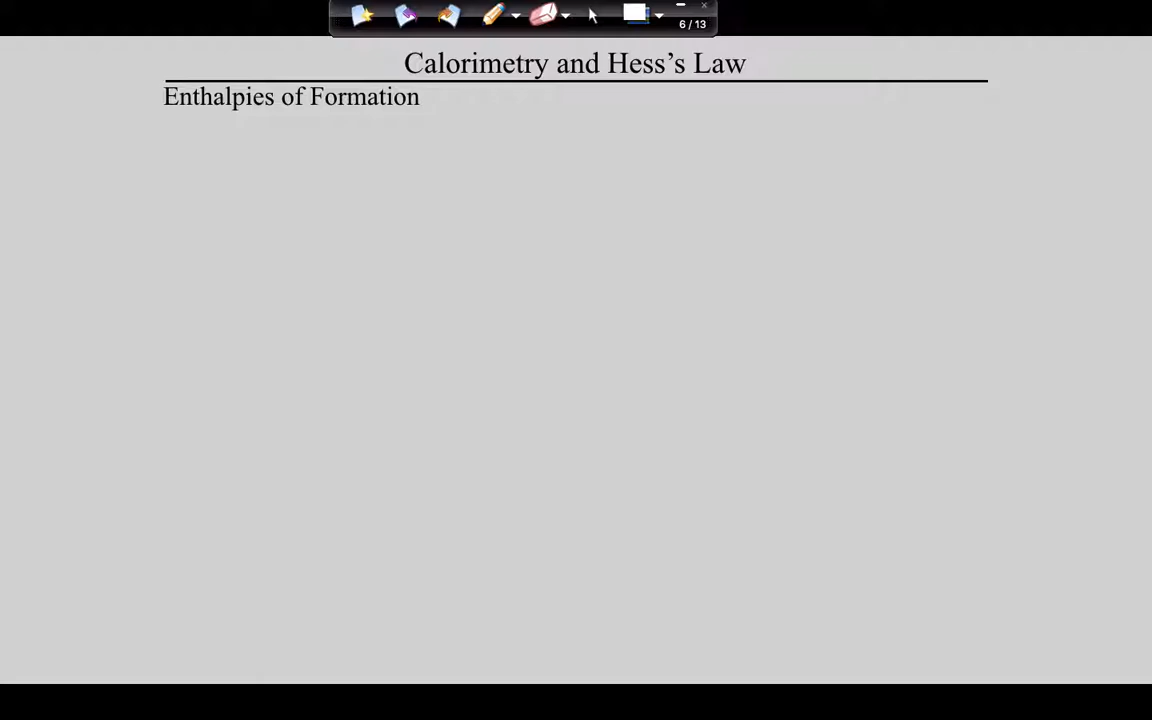 6 / 13
Calorimetry and Hess’s Law
Enthalpies of Formation